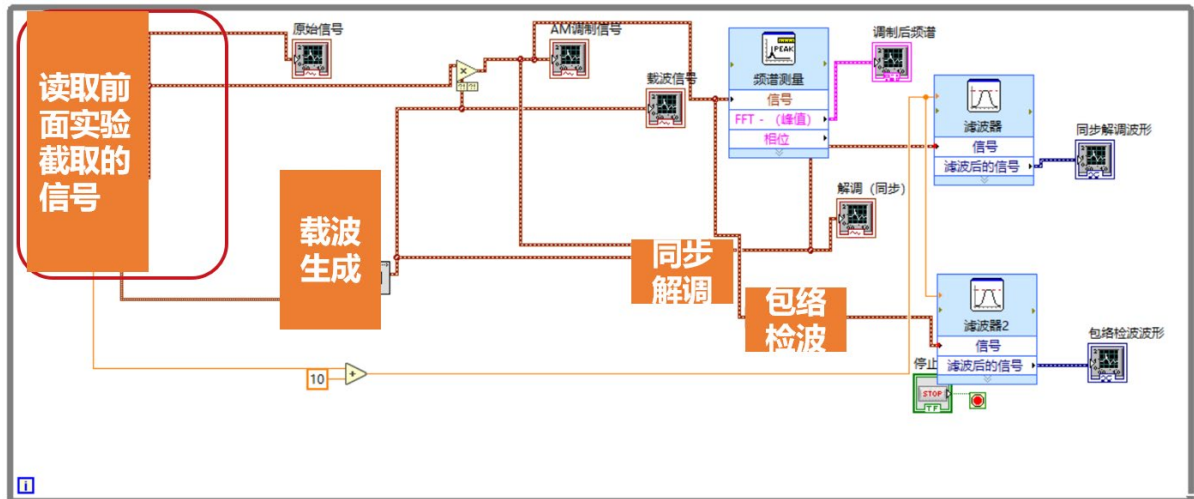 读取前
面实验
截取的
信号
原始信号
AM调制信号
载波信号
频谱测量
信号
FFT - （峰值）
相位
调制后频谱
滤波器
信号
滤波后的信号
同步解调波形
载波
生成
解调（同步）
同步
解调
包络
检波
滤波器2
信号
滤波后的信号
包络检波波形
10
停止
STOP
TF
i